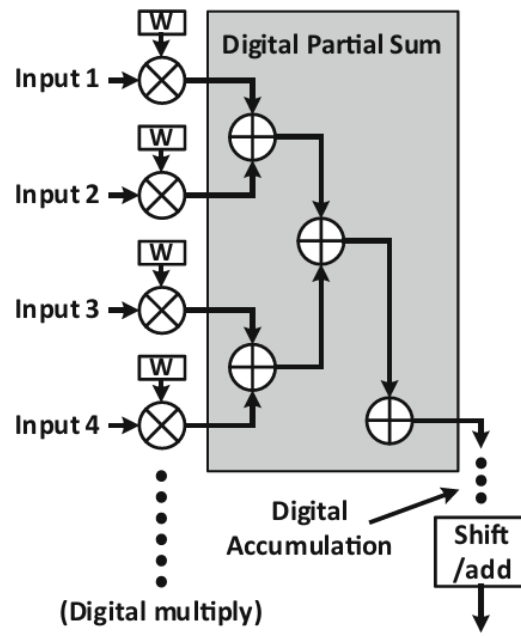 W
Digital Partial Sum
Input 1
W
Input 2
W
Input 3
W
Input 4
Digital
Accumulation
Shift
/add
(Digital multiply)